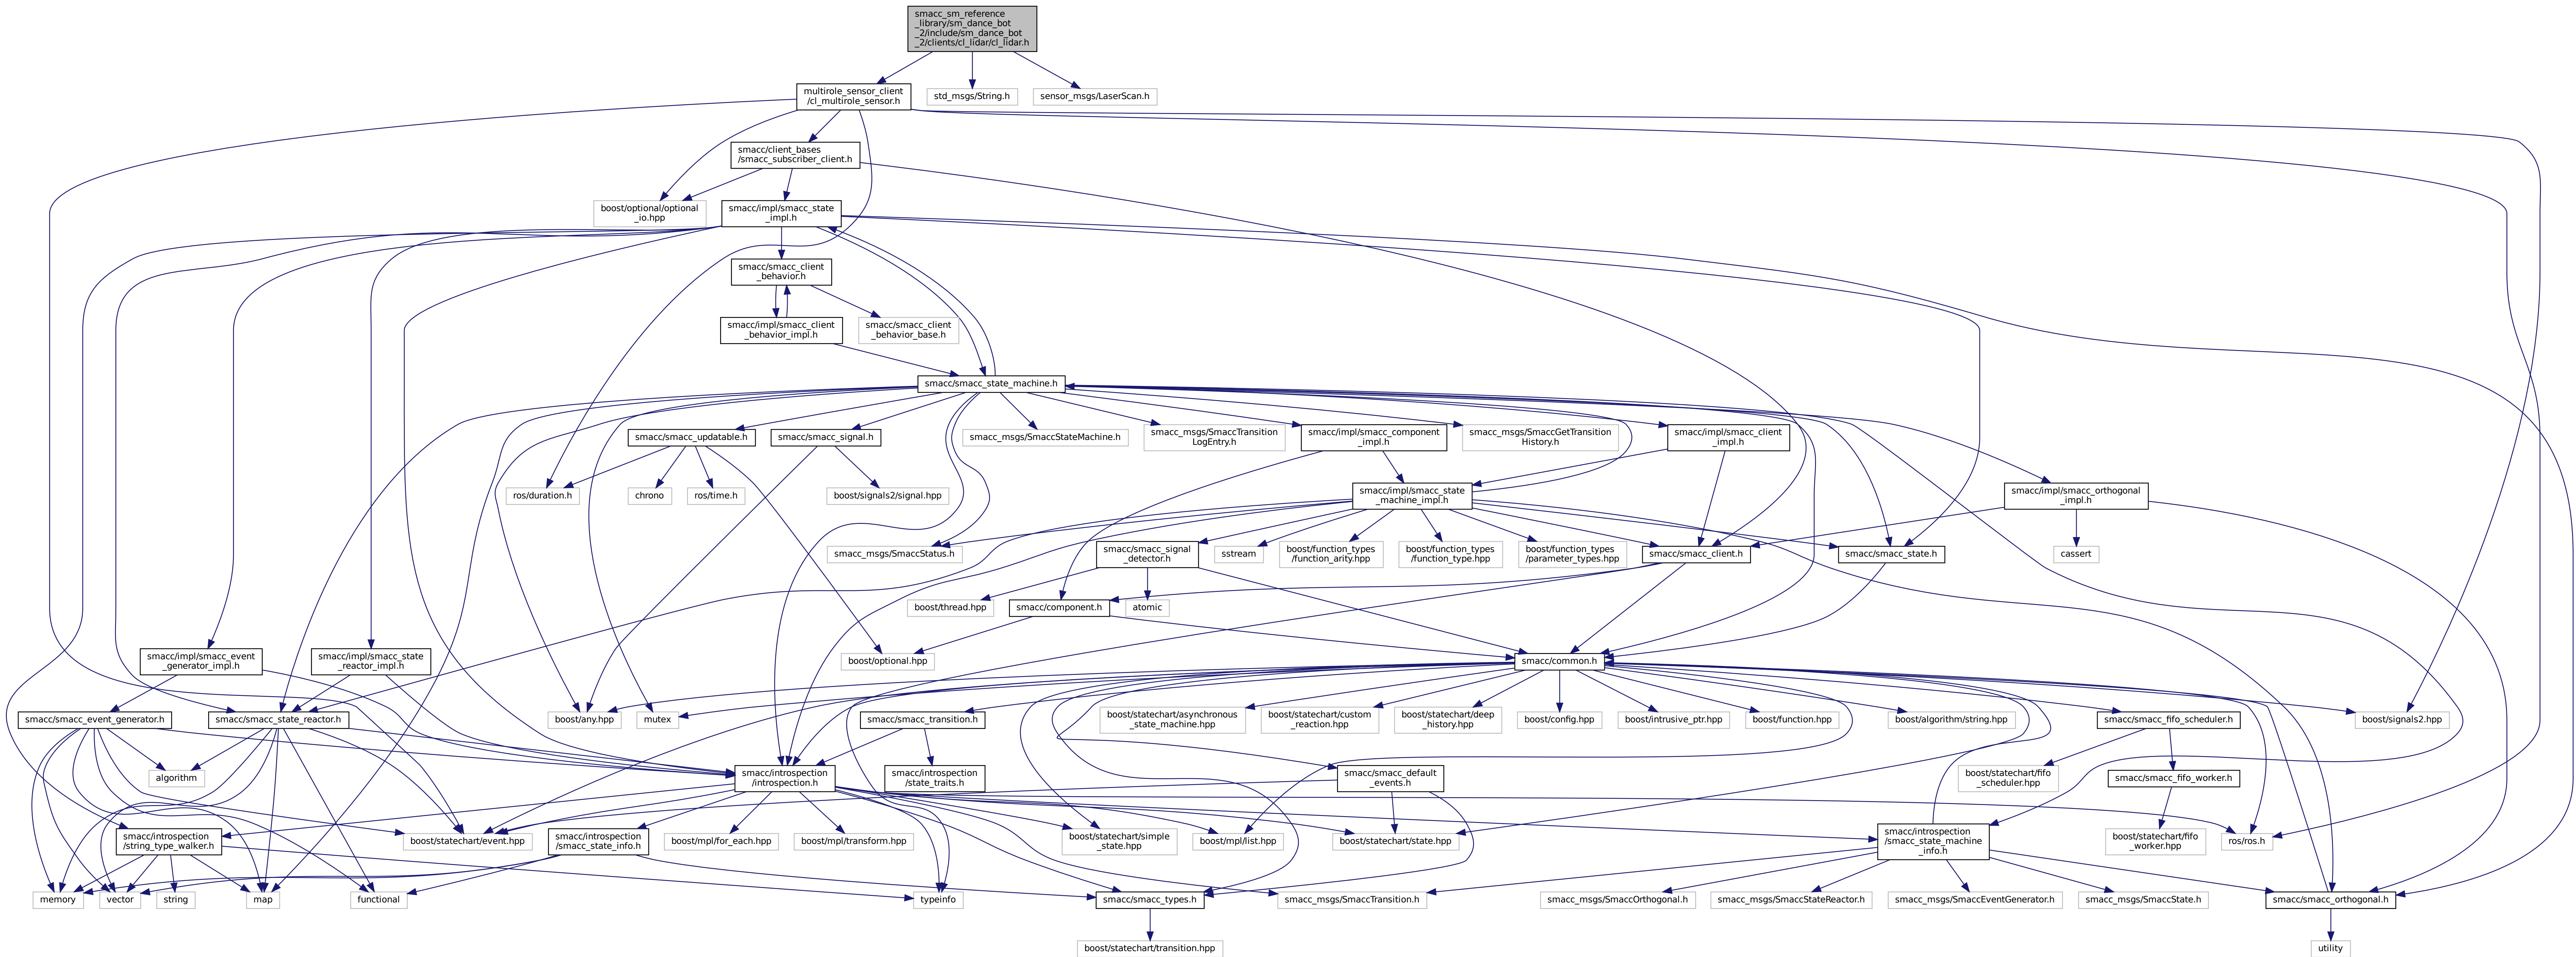 smacc_sm_reference
_library/sm_dance_bot
_2/include/sm_dance_bot
_2/clients/cl_lidar/cl_lidar.h
multirole_sensor_client
/cl_multirole_sensor.h
std_msgs/String.h
sensor_msgs/LaserScan.h
smacc/client_bases
/smacc_subscriber_client.h
boost/optional/optional
_io.hpp
smacc/impl/smacc_state
_impl.h
smacc/smacc_client
_behavior.h
smacc/impl/smacc_client
_behavior_impl.h
smacc/smacc_client
_behavior_base.h
smacc/smacc_state_machine.h
smacc/smacc_updatable.h
smacc/smacc_signal.h
smacc_msgs/SmaccStateMachine.h
smacc_msgs/SmaccTransition
LogEntry.h
smacc/impl/smacc_component
_impl.h
smacc_msgs/SmaccGetTransition
History.h
smacc/impl/smacc_client
_impl.h
ros/duration.h
chrono
ros/time.h
boost/signals2/signal.hpp
smacc/impl/smacc_state
_machine_impl.h
smacc/impl/smacc_orthogonal
_impl.h
smacc_msgs/SmaccStatus.h
smacc/smacc_signal
_detector.h
sstream
boost/function_types
/function_arity.hpp
boost/function_types
/function_type.hpp
boost/function_types
/parameter_types.hpp
smacc/smacc_client.h
smacc/smacc_state.h
cassert
boost/thread.hpp
smacc/component.h
atomic
smacc/impl/smacc_event
_generator_impl.h
smacc/impl/smacc_state
_reactor_impl.h
boost/optional.hpp
smacc/common.h
smacc/smacc_event_generator.h
smacc/smacc_state_reactor.h
boost/any.hpp
mutex
smacc/smacc_transition.h
boost/statechart/asynchronous
_state_machine.hpp
boost/statechart/custom
_reaction.hpp
boost/statechart/deep
_history.hpp
boost/config.hpp
boost/intrusive_ptr.hpp
boost/function.hpp
boost/algorithm/string.hpp
smacc/smacc_fifo_scheduler.h
boost/signals2.hpp
algorithm
smacc/introspection
/introspection.h
smacc/introspection
/state_traits.h
smacc/smacc_default
_events.h
boost/statechart/fifo
_scheduler.hpp
smacc/smacc_fifo_worker.h
smacc/introspection
/string_type_walker.h
boost/statechart/event.hpp
smacc/introspection
/smacc_state_info.h
boost/mpl/for_each.hpp
boost/mpl/transform.hpp
boost/statechart/simple
_state.hpp
boost/mpl/list.hpp
boost/statechart/state.hpp
smacc/introspection
/smacc_state_machine
_info.h
boost/statechart/fifo
_worker.hpp
ros/ros.h
memory
vector
string
map
functional
typeinfo
smacc/smacc_types.h
smacc_msgs/SmaccTransition.h
smacc_msgs/SmaccOrthogonal.h
smacc_msgs/SmaccStateReactor.h
smacc_msgs/SmaccEventGenerator.h
smacc_msgs/SmaccState.h
smacc/smacc_orthogonal.h
boost/statechart/transition.hpp
utility